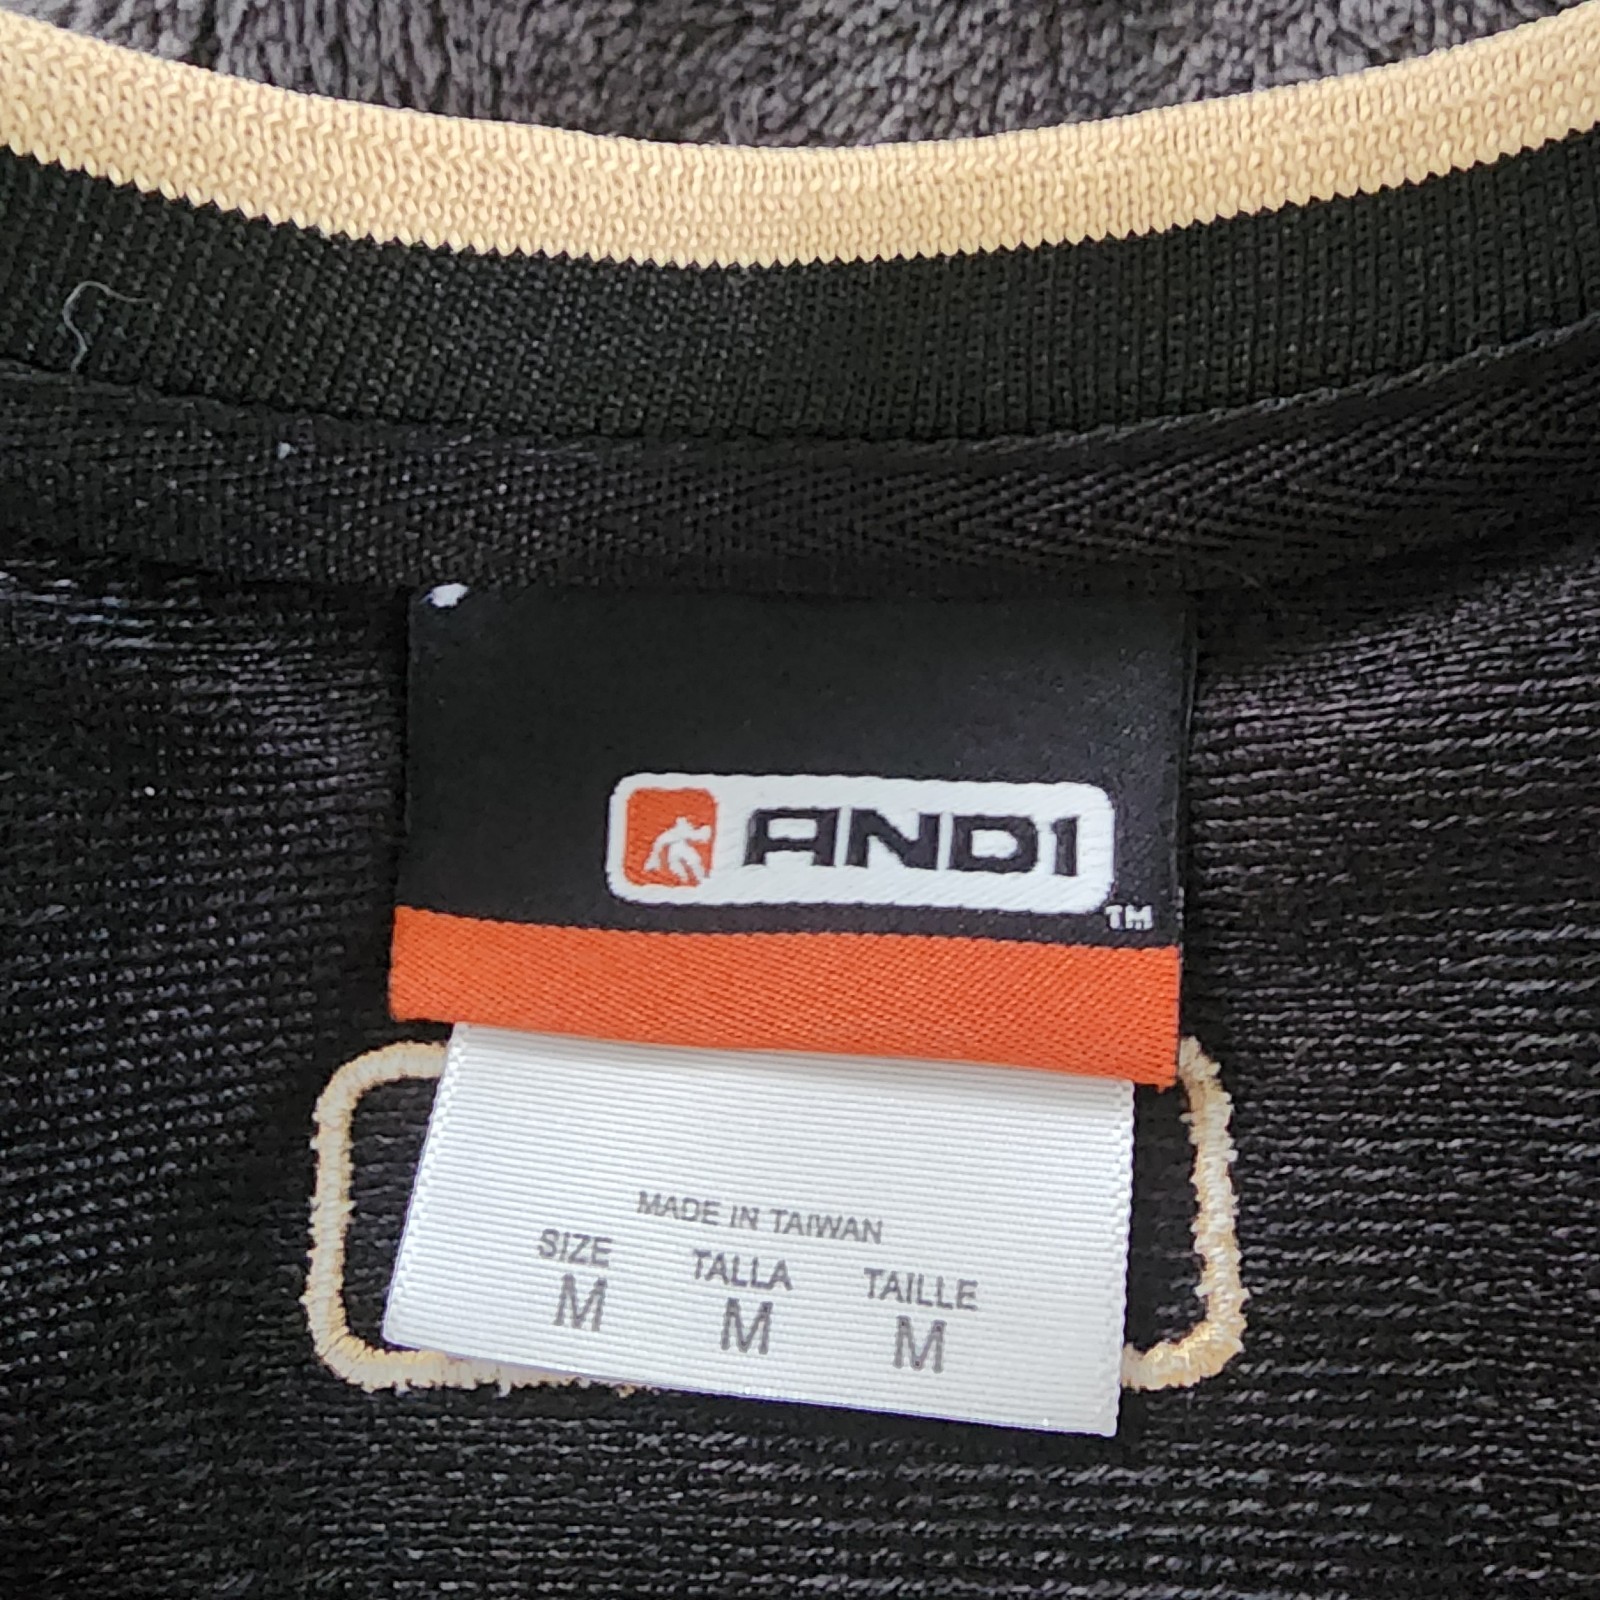 AND1
TM
MADE IN TAIWAN
SIZE TALLA TAILLE
M M M